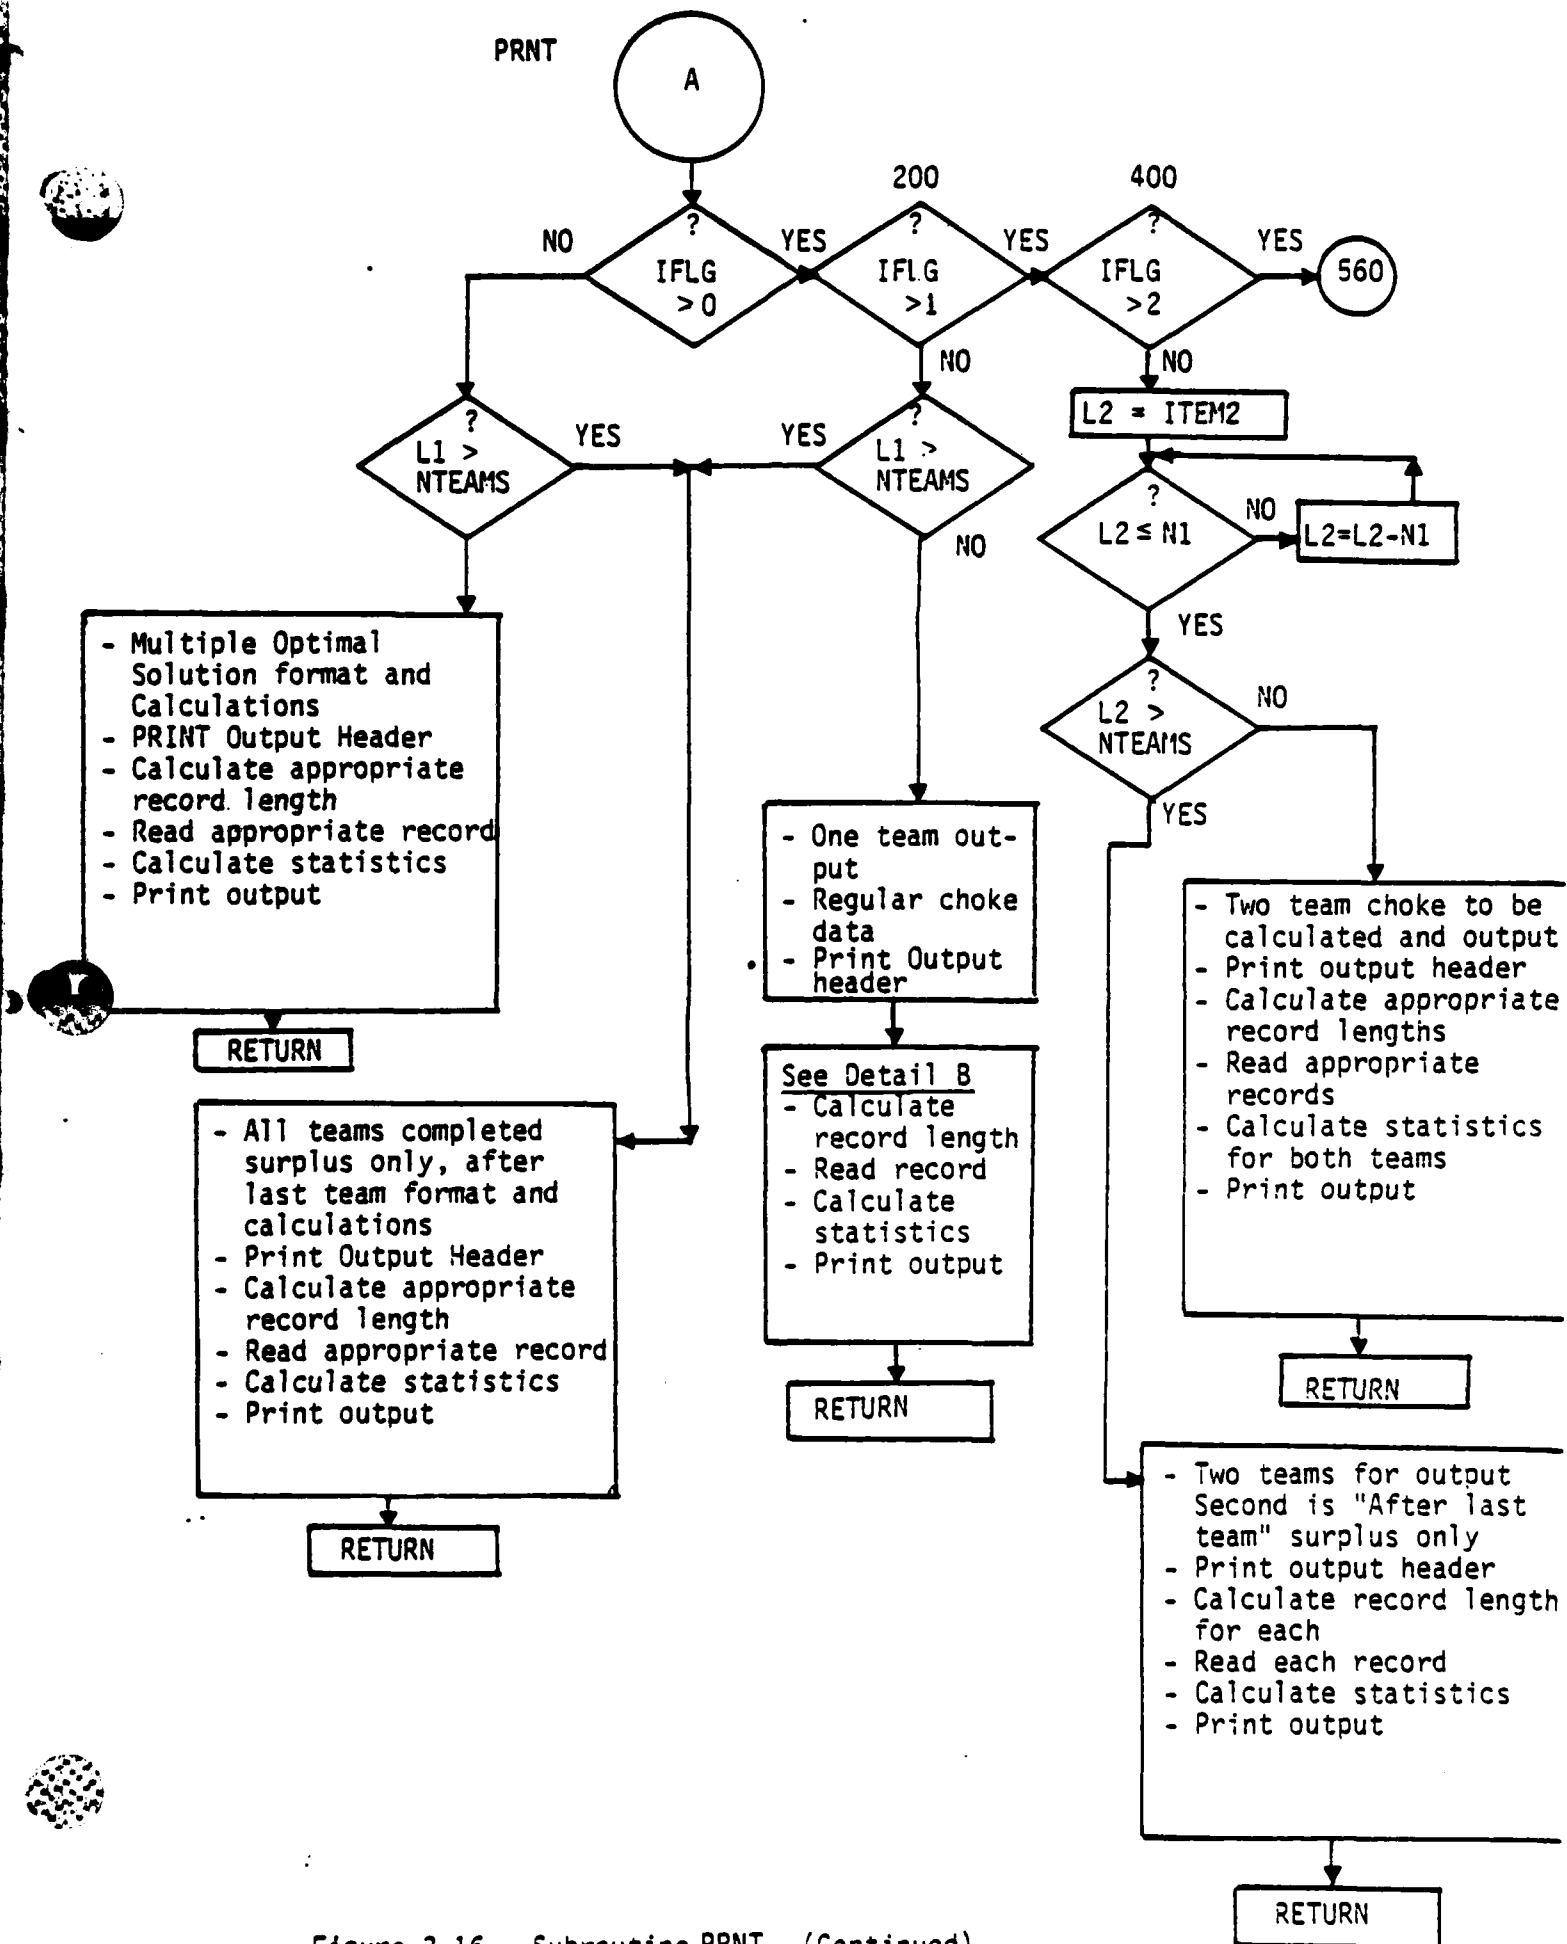 PRNT
A
200
400
NO
?
IFLG
>0
YES
?
IFLG
>1
YES
?
IFLG
>2
YES
560
NO
NO
L2 = ITEM2
?
L1 >
NTEAMS
YES
YES
?
L1 >
NTEAMS
NO
?
L2 ≤ N1
NO
L2=L2-N1
YES
?
L2 >
NTEAMS
NO
YES
- Multiple Optimal
Solution format and
Calculations
- PRINT Output Header
- Calculate appropriate
record length
- Read appropriate record
- Calculate statistics
- Print output
RETURN
- All teams completed
surplus only, after
last team format and
calculations
- Print Output Header
- Calculate appropriate
record length
- Read appropriate record
- Calculate statistics
- Print output
RETURN
- One team out-
put
- Regular choke
data
- Print Output
header
See Detail B
- Calculate
record length
- Read record
- Calculate
statistics
- Print output
RETURN
- Two team choke to be
calculated and output
- Print output header
- Calculate appropriate
record lengths
- Read appropriate
records
- Calculate statistics
for both teams
- Print output
RETURN
- Two teams for output
Second is "After last
team" surplus only
- Print output header
- Calculate record length
for each
- Read each record
- Calculate statistics
- Print output
RETURN
Subroutine PRNT (Continued)